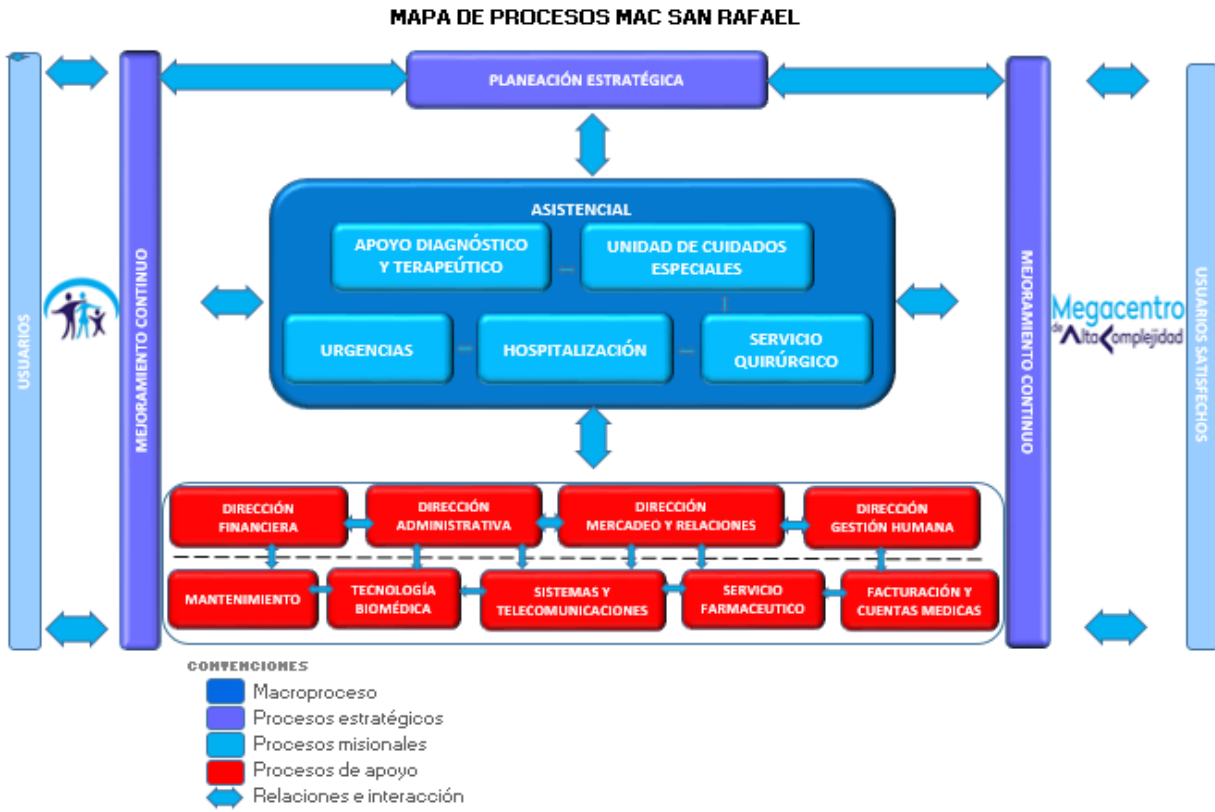 MAPA DE PROCESOS MAC SAN RAFAEL
USUARIOS
MEJORAMIENTO CONTINUO
PLANEACIÓN ESTRATÉGICA
ASISTENCIAL
APOYO DIAGNÓSTICO
Y TERAPEÚTICO
UNIDAD DE CUIDADOS
ESPECIALES
URGENCIAS
HOSPITALIZACIÓN
SERVICIO
QUIRÚRGICO
MEJORAMIENTO CONTINUO
Megacentro
de Alta Complejidad
USUARIOS SATISFECHOS
DIRECCIÓN
FINANCIERA
DIRECCIÓN
ADMINISTRATIVA
DIRECCIÓN
MERCADEO Y RELACIONES
DIRECCIÓN
GESTIÓN HUMANA
MANTENIMIENTO
TECNOLOGÍA
BIOMÉDICA
SISTEMAS Y
TELECOMUNICACIONES
SERVICIO
FARMACEUTICO
FACTURACIÓN Y
CUENTAS MEDICAS
CONVENCIONES
Macroproceso
Procesos estratégicos
Procesos misionales
Procesos de apoyo
Relaciones e interacción